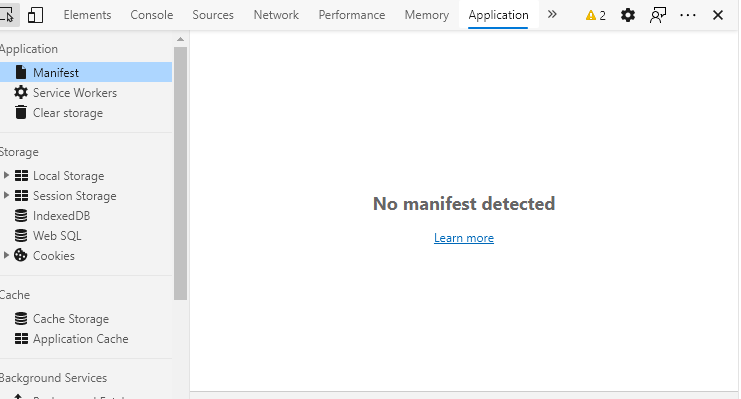 Elements Console Sources Network Performance Memory Application » 2
Application
Manifest
Service Workers
Clear storage
Storage
Local Storage
Session Storage
IndexedDB
Web SQL
Cookies
Cache
Cache Storage
Application Cache
Background Services
No manifest detected
Learn more